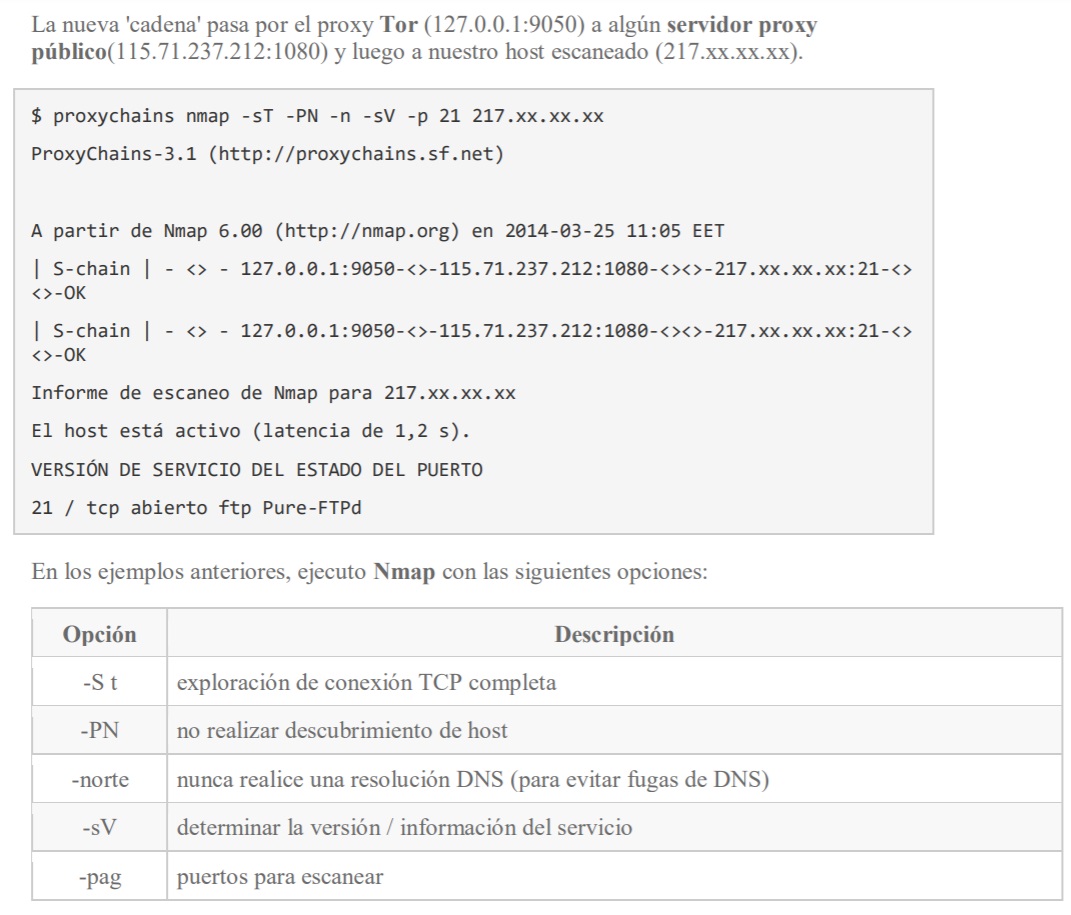 La nueva 'cadena' pasa por el proxy Tor (127.0.0.1:9050) a algún servidor proxy
público(115.71.237.212:1080) y luego a nuestro host escaneado (217.xx.xx.xx).
$ proxychains nmap -sT -PN -n -sV -p 21 217.xx.xx.xx
ProxyChains-3.1 (http://proxychains.sf.net)
A partir de Nmap 6.00 (http://nmap.org) en 2014-03-25 11:05 EET
| S-chain | - <> - 127.0.0.1:9050-<>-115.71.237.212:1080-<><>-217.xx.xx.xx:21-<>
<>-OK
| S-chain | - <> - 127.0.0.1:9050-<>-115.71.237.212:1080-<><>-217.xx.xx.xx:21-<>
<>-OK
Informe de escaneo de Nmap para 217.xx.xx.xx
El host está activo (latencia de 1,2 s).
VERSIÓN DE SERVICIO DEL ESTADO DEL PUERTO
21 / tcp abierto ftp Pure-FTPd
En los ejemplos anteriores, ejecuto Nmap con las siguientes opciones:
Opción Descripción
-S t exploración de conexión TCP completa
-PN no realizar descubrimiento de host
-norte nunca realice una resolución DNS (para evitar fugas de DNS)
-sV determinar la versión / información del servicio
-pag puertos para escanear